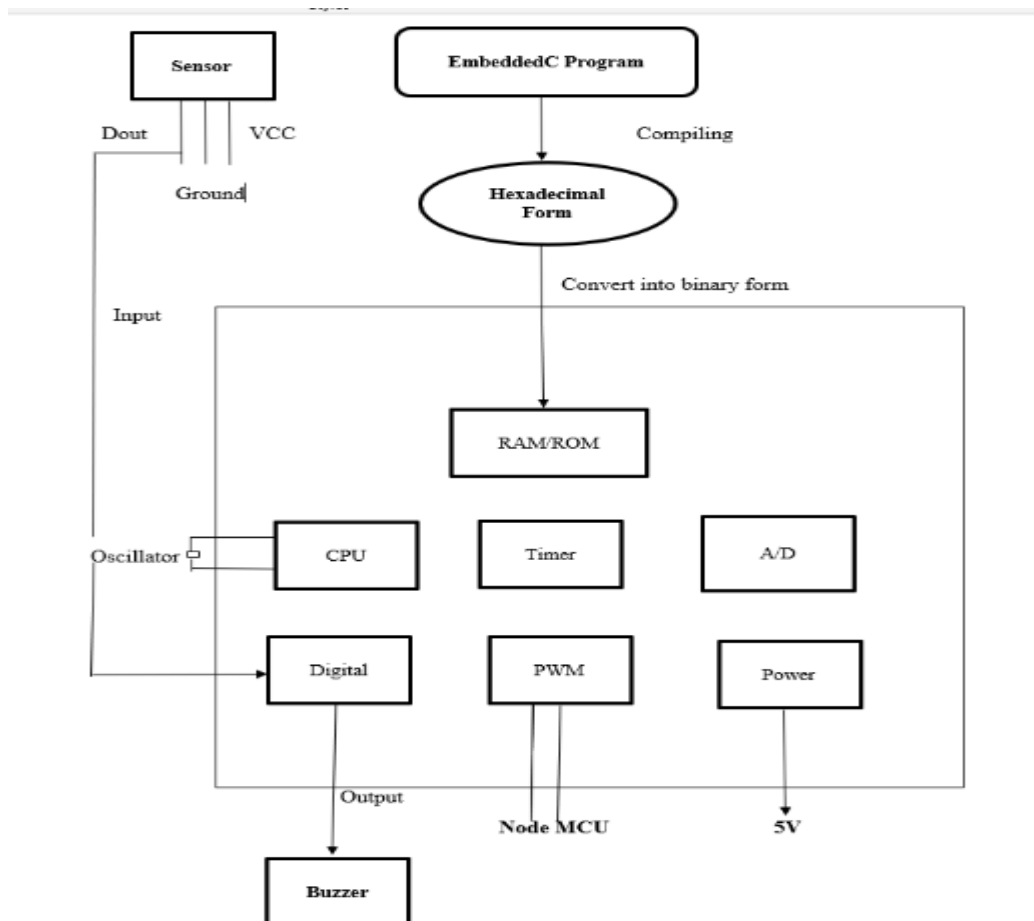 Sensor
EmbeddedC Program
Dout
VCC
Compiling
Ground
Hexadecimal
Form
Convert into binary form
Input
RAM/ROM
Oscillator
CPU
Timer
A/D
Digital
PWM
Power
Output
Node MCU
5V
Buzzer